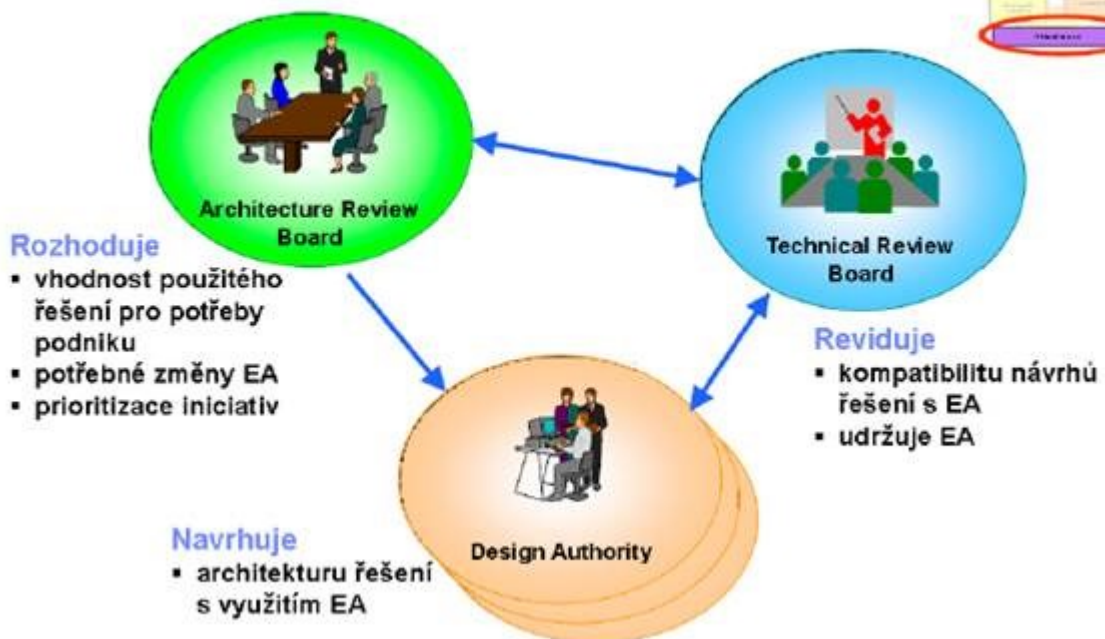 Architecture Review
Board
Technical Review
Board
Rozhoduje
▪ vhodnost použitého
řešení pro potřeby
podniku
▪ potřebné změny EA
▪ prioritizace iniciativ
Reviduje
▪ kompatibilitu návrhů
řešení s EA
▪ udržuje EA
Design Authority
Navrhuje
▪ architekturu řešení
s využitím EA